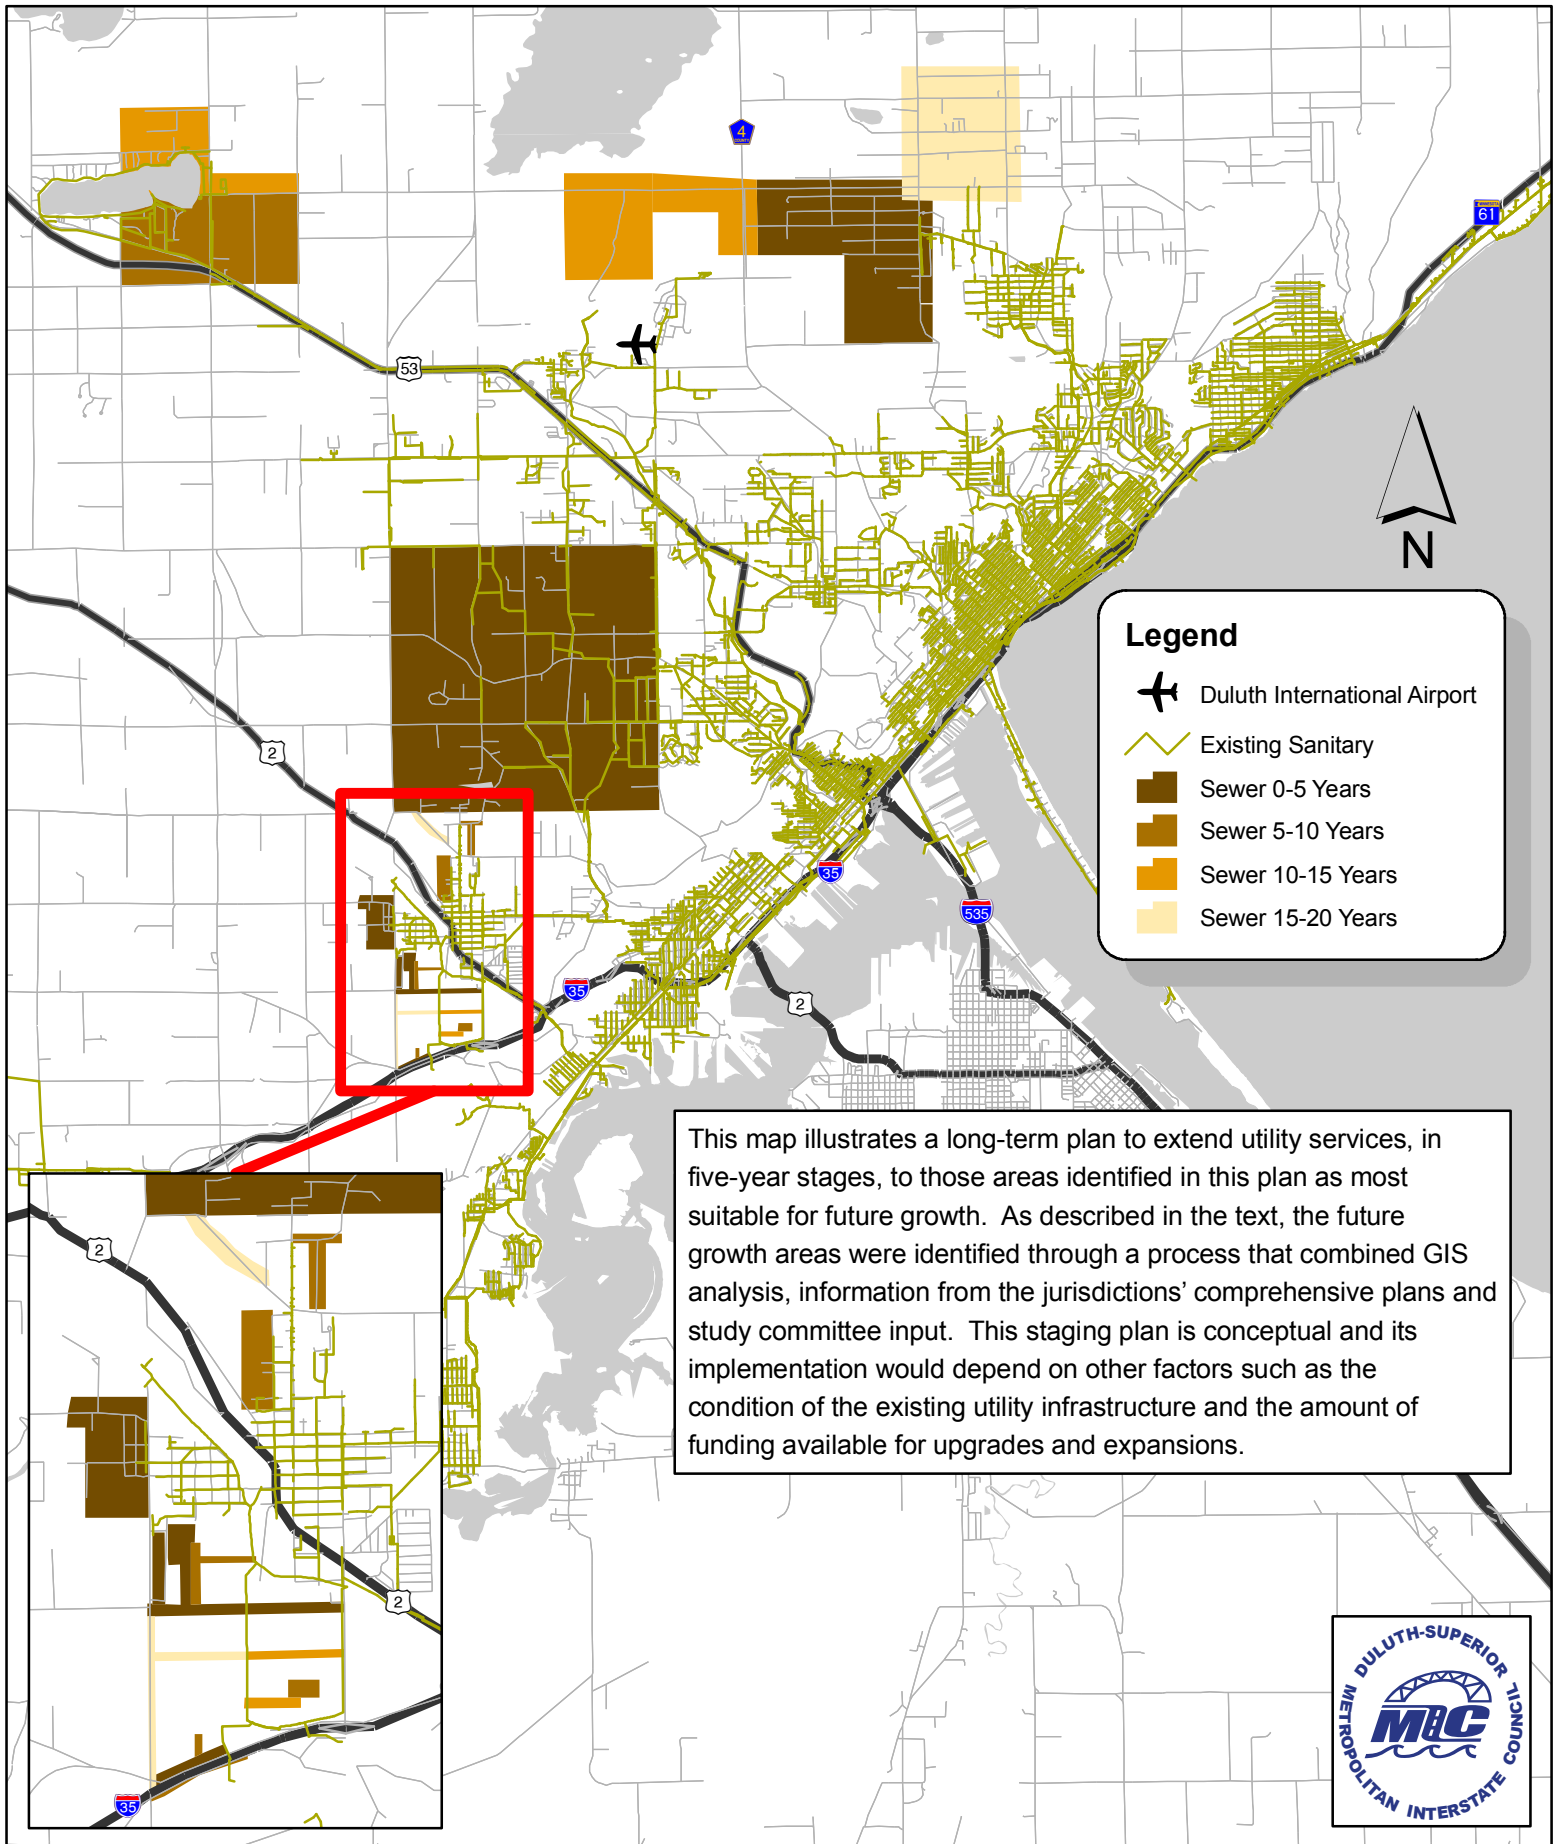 4
COUNTY
MINNESOTA
61
53
N
Legend
Duluth International Airport
Existing Sanitary
Sewer 0-5 Years
Sewer 5-10 Years
Sewer 10-15 Years
Sewer 15-20 Years
2
35
535
35
2
This map illustrates a long-term plan to extend utility services, in
five-year stages, to those areas identified in this plan as most
suitable for future growth.  As described in the text, the future
growth areas were identified through a process that combined GIS
analysis, information from the jurisdictions’ comprehensive plans and
study committee input.  This staging plan is conceptual and its
implementation would depend on other factors such as the
condition of the existing utility infrastructure and the amount of
funding available for upgrades and expansions.
2
2
35
DULUTH-SUPERIOR
METROPOLITAN INTERSTATE COUNCIL
MIC